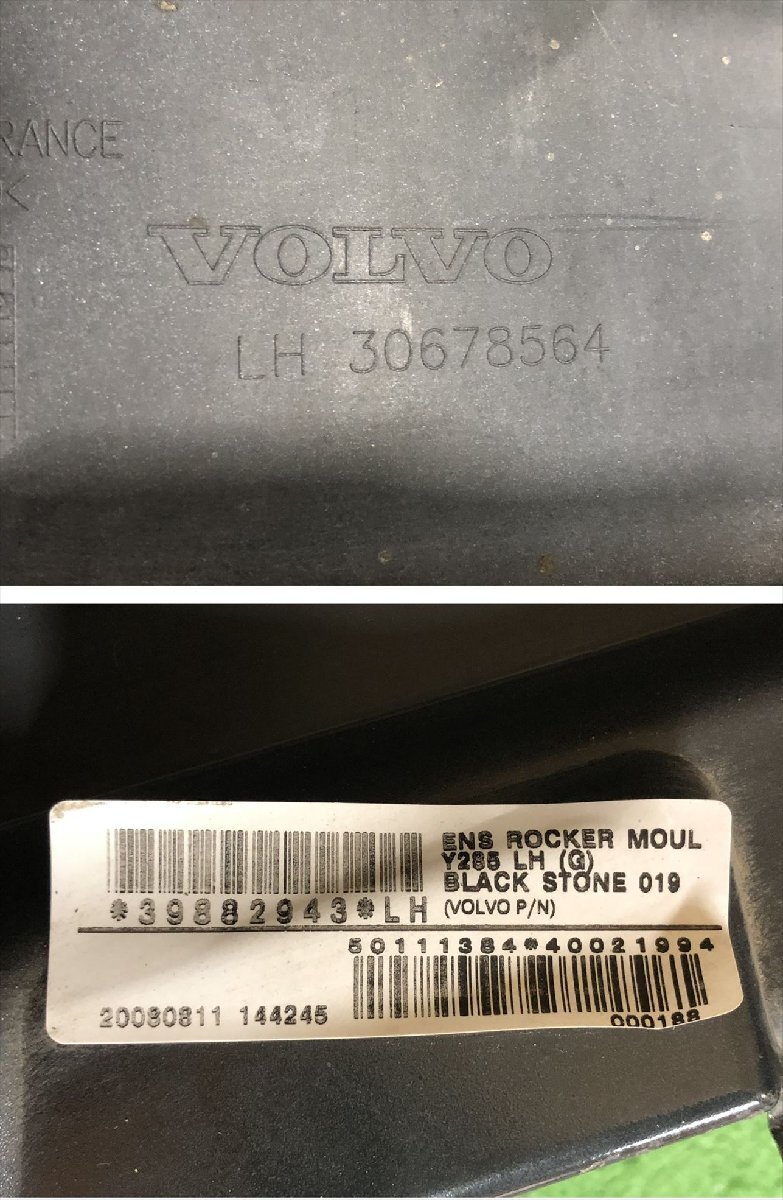 RANCE
VOLVO
LH 30678564
ENS ROCKER MOUL
Y285 LH (G)
BLACK STONE 019
*39882943*LH (VOLVO P/N)
50111384*40021994
20080811 144245
000188